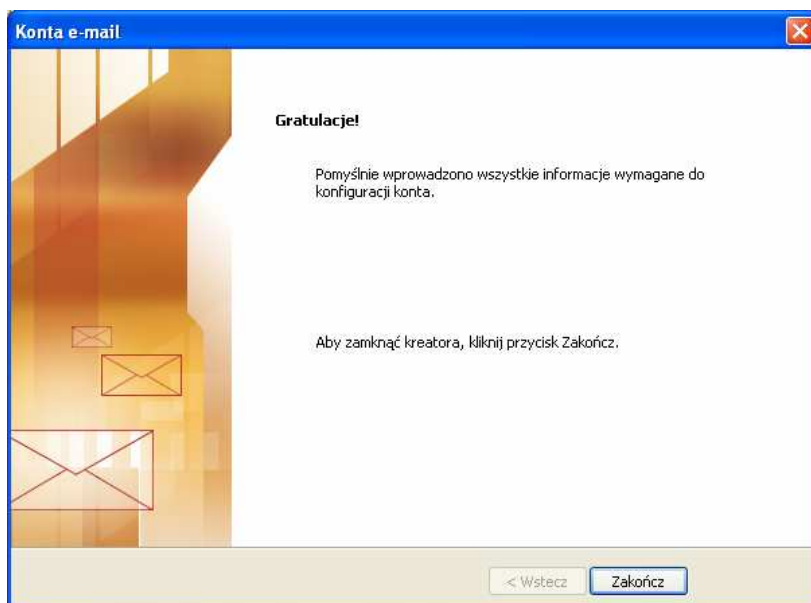 Konta e-mail
Gratulacje!
Pomyślnie wprowadzono wszystkie informacje wymagane do
konfiguracji konta.
Aby zamknąć kreatora, kliknij przycisk Zakończ.
< Wstecz
Zakończ